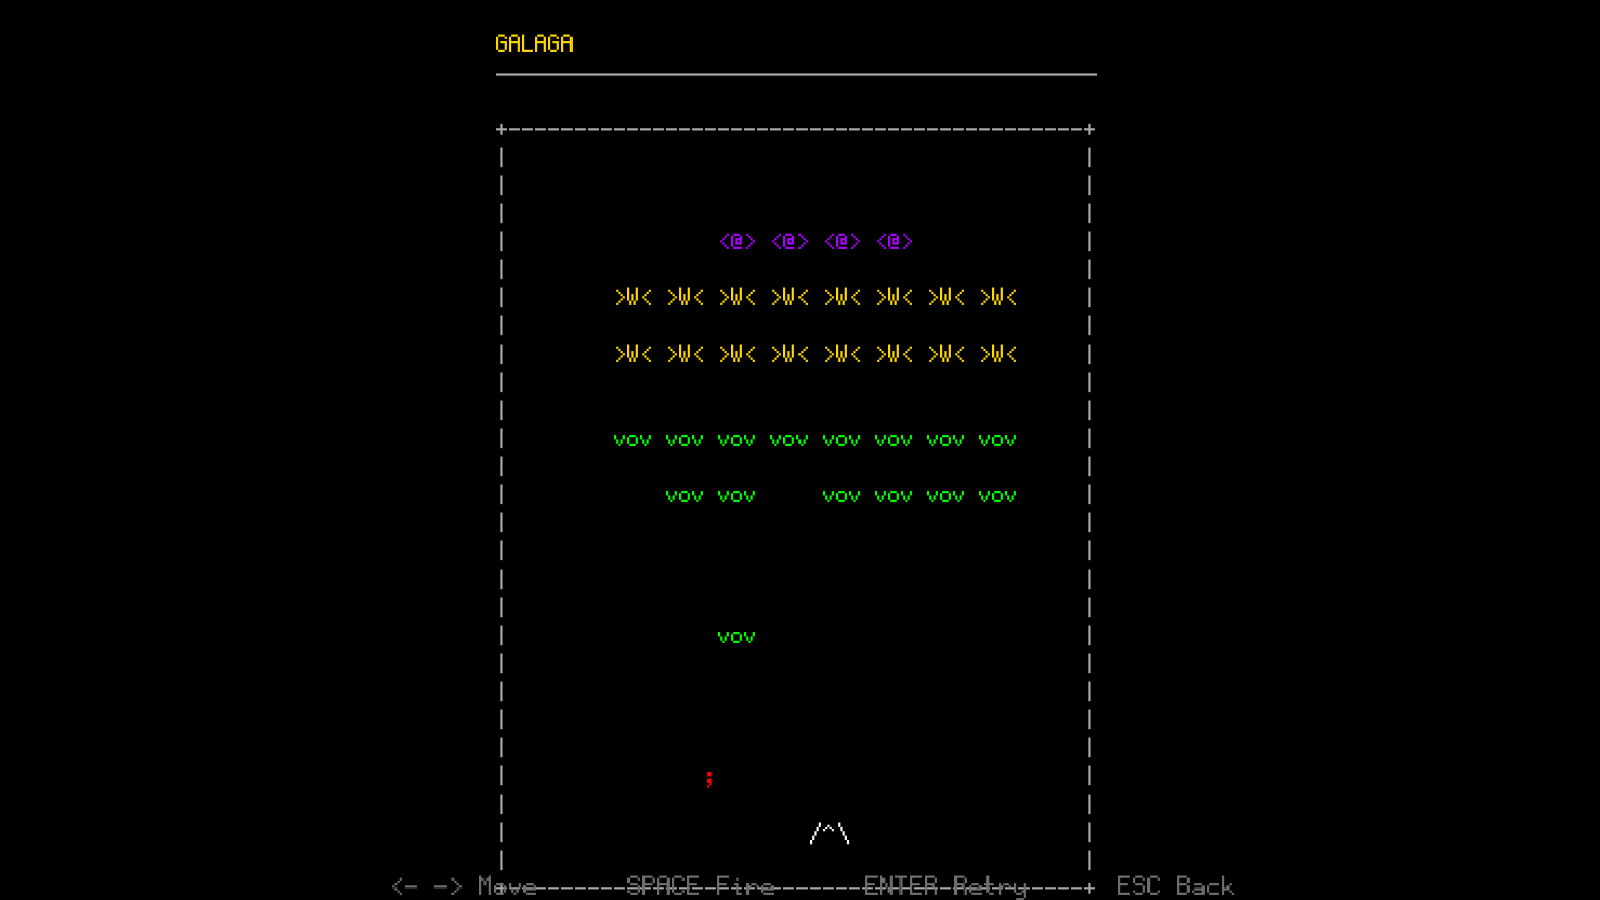 GALAGA
<@> <@> <@> <@>
>W< >W< >W< >W< >W< >W< >W< >W<
>W< >W< >W< >W< >W< >W< >W< >W<
vov vov vov vov vov vov vov vov
vov vov vov vov vov vov
vov
;
/^\
<- -> Move SPACE Fire ENTER Retry ESC Back